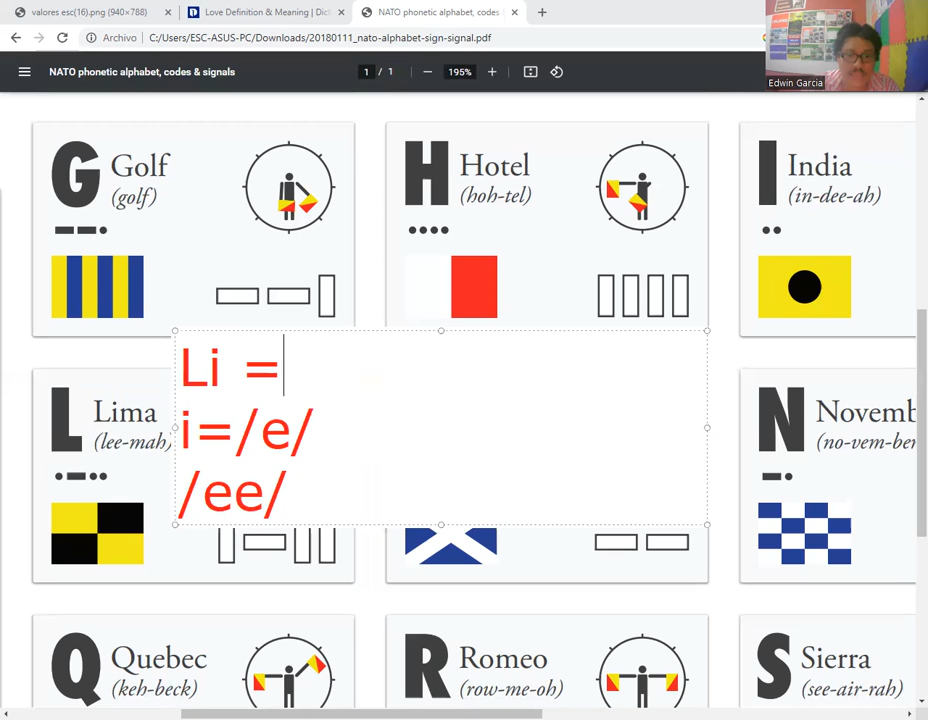 valores esc(16).png (940×788)
Love Definition & Meaning | Dict
NATO phonetic alphabet, codes
Archivo
C:/Users/ESC-ASUS-PC/Downloads/20180111_nato-alphabet-sign-signal.pdf
NATO phonetic alphabet, codes & signals
1 / 1
195%
Edwin Garcia
G Golf
(golf)
H Hotel
(hoh-tel)
I India
(in-dee-ah)
Li =
i=/e/
/ee/
L Lima
(lee-mah)
N Novemb
(no-vem-ber
Q Quebec
(keh-beck)
R Romeo
(row-me-oh)
S Sierra
(see-air-rah)